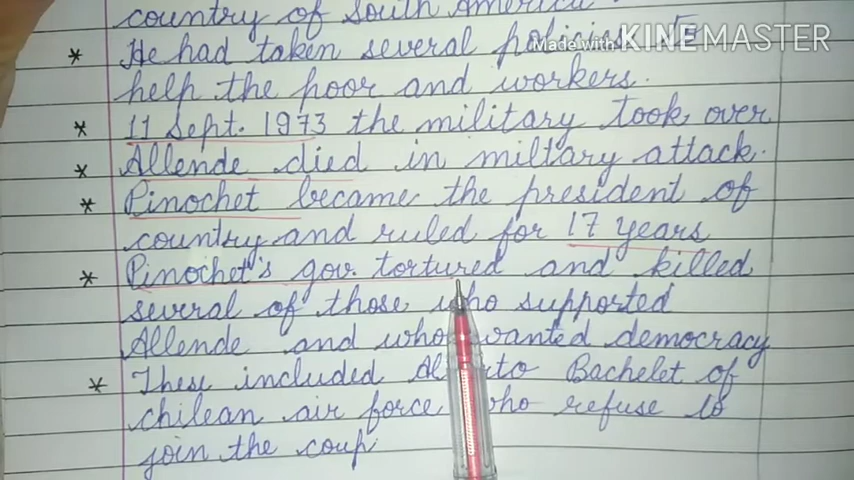 country of South America
* He had taken several policies to
Made with KINEMASTER
help the poor and workers.
* 11 Sept. 1973 the military took over
* Allende died in miltary attack.
* Pinochet became the president of
country and ruled for 17 years
* Pinochet's gov. tortured and killed
several of those who supported
Allende and who wanted democracy
* These included Bachelet of
chilean air force who refuse to
join the coup